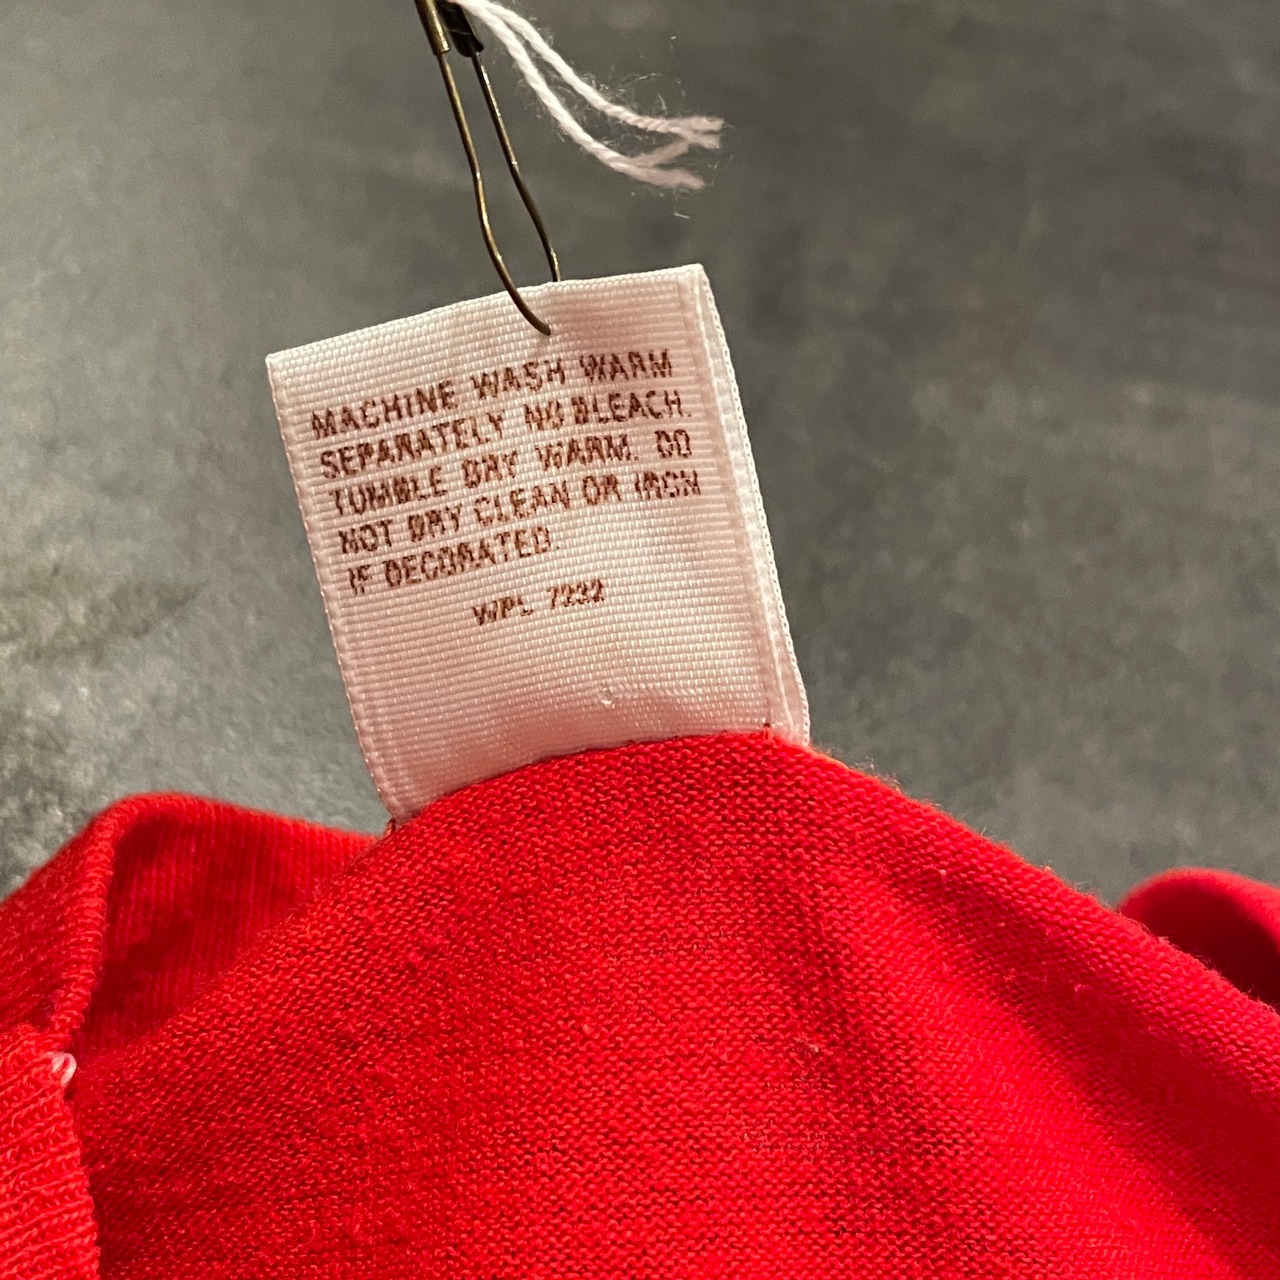 MACHINE WASH WARM
SEPARATELY NO BLEACH.
TUMBLE DRY WARM. DO
NOT DRY CLEAN OR IRON
IF DECORATED.
WPL 7232